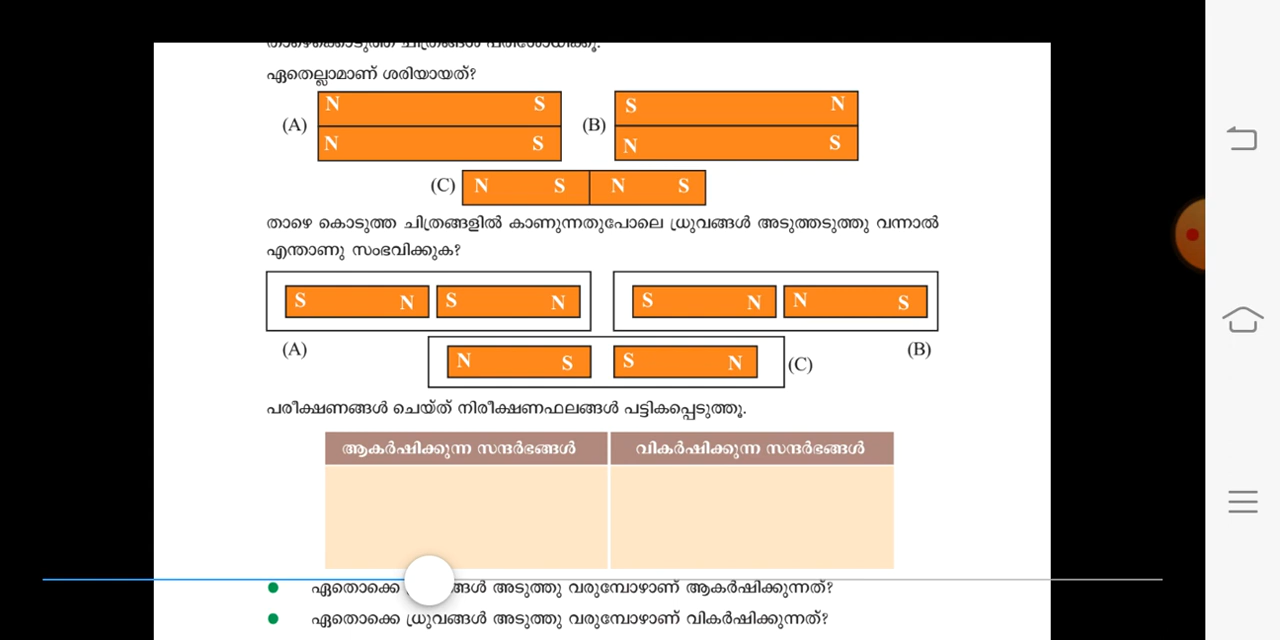 താഴെക്കൊടുത്ത ചിത്രങ്ങൾ പരിശോധിക്കൂ.
ഏതെല്ലാമാണ് ശരിയായത്?
(A) N S (B) S N
N S N S
(C) N S N S
താഴെ കൊടുത്ത ചിത്രങ്ങളിൽ കാണുന്നതുപോലെ ധ്രുവങ്ങൾ അടുത്തടുത്തു വന്നാൽ
എന്താണു സംഭവിക്കുക?
S N S N S N N S
(A) N S S N (C) (B)
പരീക്ഷണങ്ങൾ ചെയ്ത് നിരീക്ഷണഫലങ്ങൾ പട്ടികപ്പെടുത്തൂ.
ആകർഷിക്കുന്ന സന്ദർഭങ്ങൾ വികർഷിക്കുന്ന സന്ദർഭങ്ങൾ
ഏതൊക്കെ അടുത്തു വരുമ്പോഴാണ് ആകർഷിക്കുന്നത്?
ഏതൊക്കെ ധ്രുവങ്ങൾ അടുത്തു വരുമ്പോഴാണ് വികർഷിക്കുന്നത്?